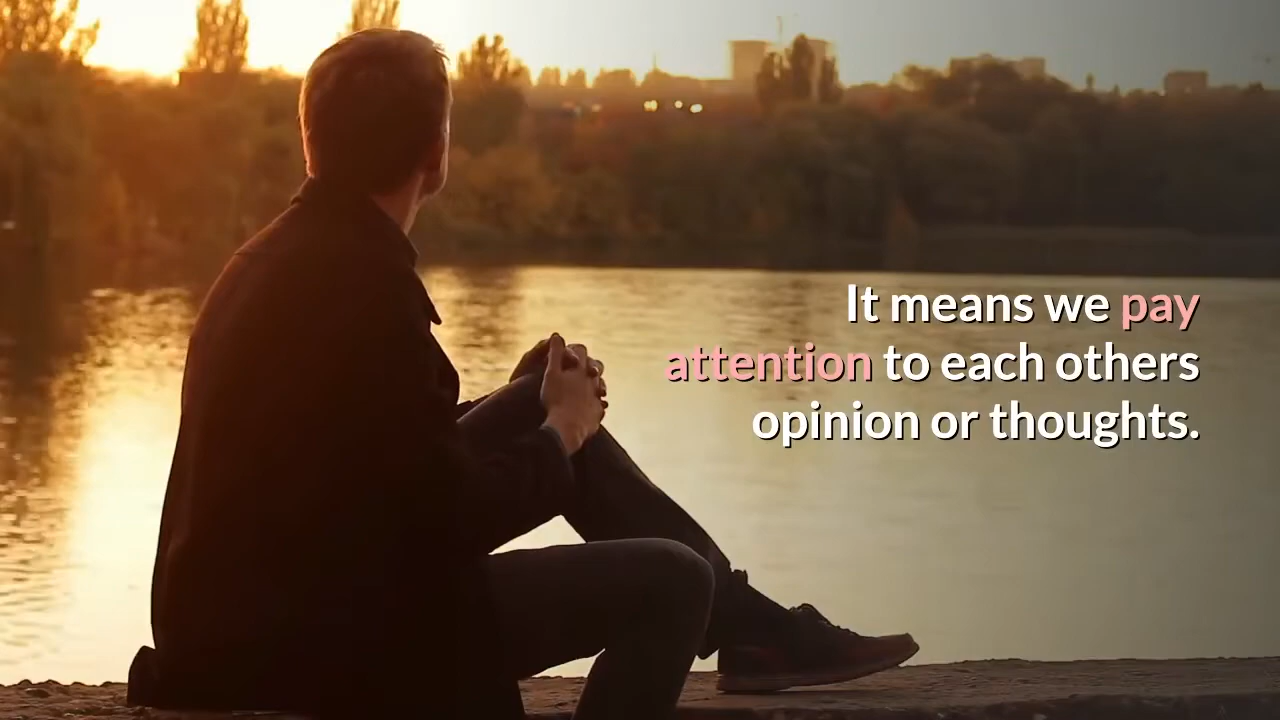 It means we pay
attention to each others
opinion or thoughts.